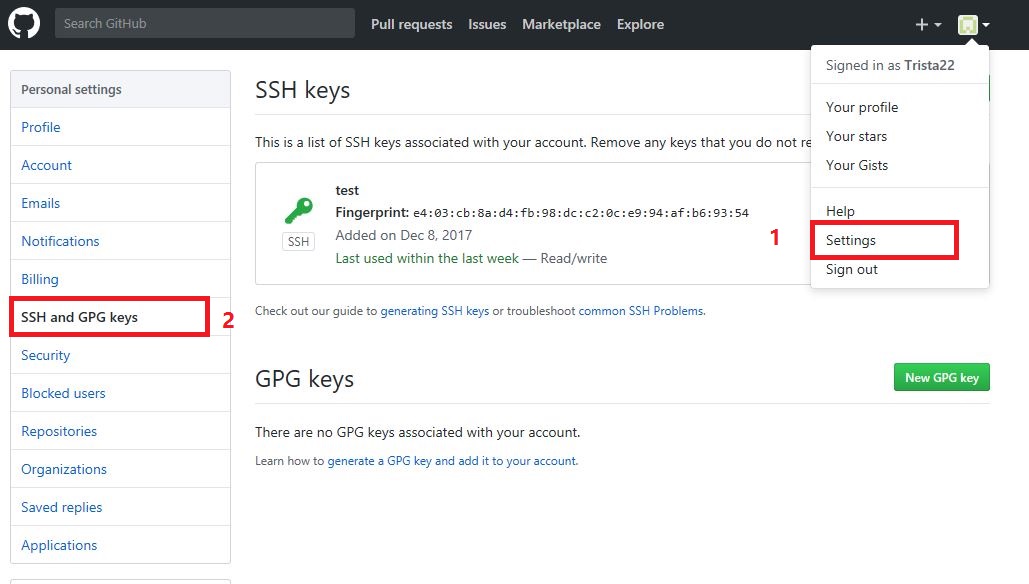 Search GitHub
Pull requests Issues Marketplace Explore
Signed in as Trista22
Your profile
Your stars
Your Gists
Help
1
Settings
Sign out
Personal settings
Profile
Account
Emails
Notifications
Billing
SSH and GPG keys
2
Security
Blocked users
Repositories
Organizations
Saved replies
Applications
SSH keys
This is a list of SSH keys associated with your account. Remove any keys that you do not re
test
Fingerprint: e4:03:cb:8a:d4:fb:98:dc:c2:0c:e9:94:af:b6:93:54
SSH
Added on Dec 8, 2017
Last used within the last week — Read/write
Check out our guide to generating SSH keys or troubleshoot common SSH Problems.
GPG keys
New GPG key
There are no GPG keys associated with your account.
Learn how to generate a GPG key and add it to your account.